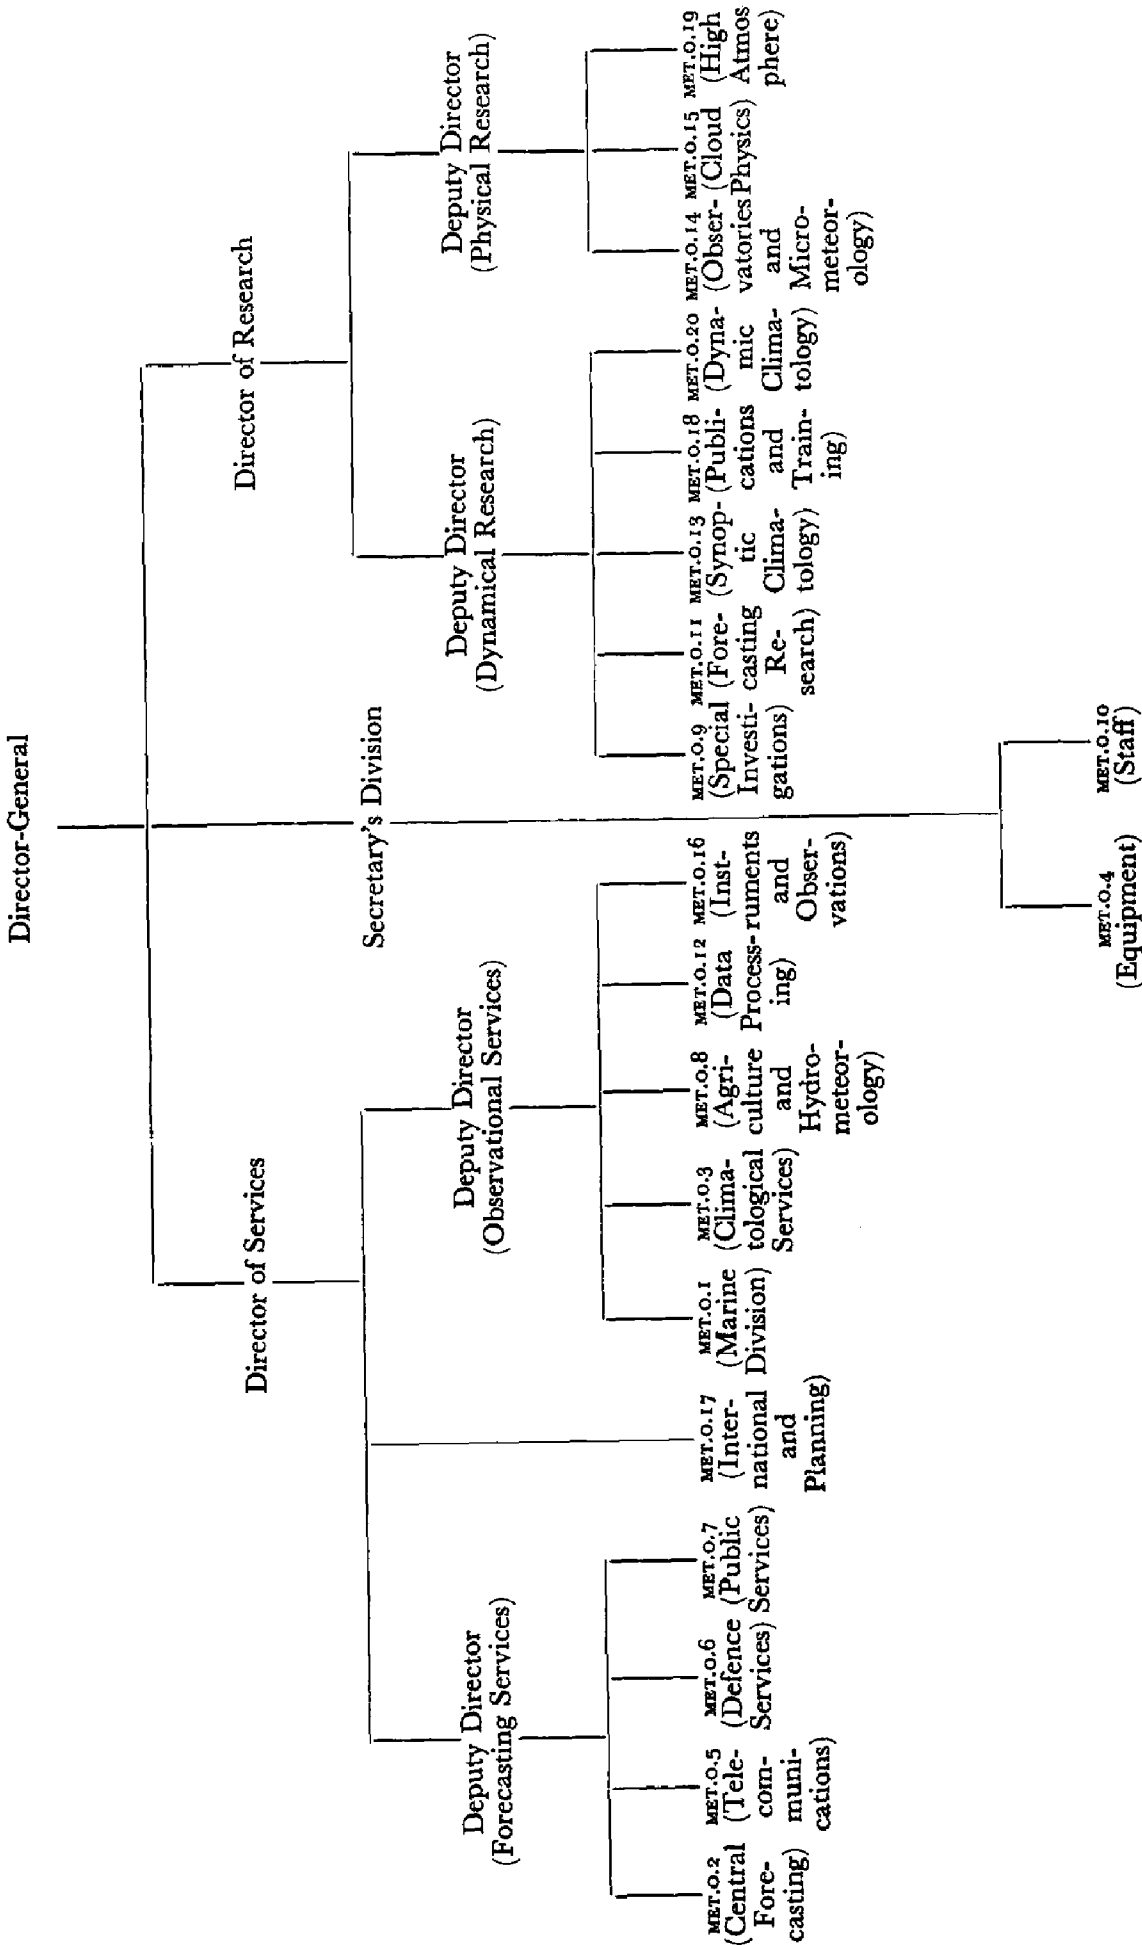 Director-General
Director of Services
Secretary's Division
Director of Research
Deputy Director
(Forecasting Services)
Deputy Director
(Observational Services)
Deputy Director
(Dynamical Research)
Deputy Director
(Physical Research)
MET.O.2
(Central
Fore-
casting)
MET.O.5
(Tele-
com-
muni-
cations)
MET.O.6
(Defence
Services)
MET.O.7
(Public
Services)
MET.O.17
(Inter-
national
and
Planning)
MET.O.1
(Marine
Division)
MET.O.3
(Clima-
tological
Services)
MET.O.8
(Agri-
culture
and
Hydro-
meteor-
ology)
MET.O.12
(Data
Process-
ing)
MET.O.16
(Inst-
ruments
and
Obser-
vations)
MET.O.9
(Special
Investi-
gations)
MET.O.11
(Fore-
casting
Re-
search)
MET.O.13
(Synop-
tic
Clima-
tology)
MET.O.18
(Publi-
cations
and
Train-
ing)
MET.O.20
(Dyna-
mic
Clima-
tology)
MET.O.14
(Obser-
vatories
and
Micro-
meteor-
ology)
MET.O.15
(Cloud
Physics)
MET.O.19
(High
Atmos
phere)
MET.O.4
(Equipment)
MET.O.10
(Staff)